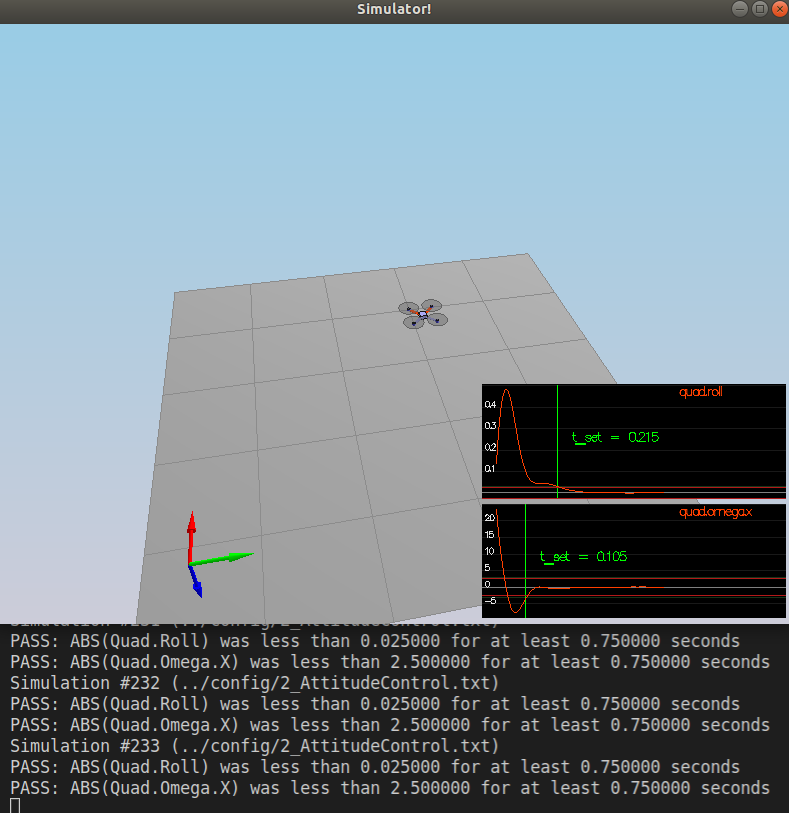 Simulator!
quad.roll
0.4
0.3
0.2
0.1
t_set = 0.215
quad.omega.x
20
15
10
5
0
-5
t_set = 0.105
Simulation #231 (../config/2_AttitudeControl.txt)
PASS: ABS(Quad.Roll) was less than 0.025000 for at least 0.750000 seconds
PASS: ABS(Quad.Omega.X) was less than 2.500000 for at least 0.750000 seconds
Simulation #232 (../config/2_AttitudeControl.txt)
PASS: ABS(Quad.Roll) was less than 0.025000 for at least 0.750000 seconds
PASS: ABS(Quad.Omega.X) was less than 2.500000 for at least 0.750000 seconds
Simulation #233 (../config/2_AttitudeControl.txt)
PASS: ABS(Quad.Roll) was less than 0.025000 for at least 0.750000 seconds
PASS: ABS(Quad.Omega.X) was less than 2.500000 for at least 0.750000 seconds